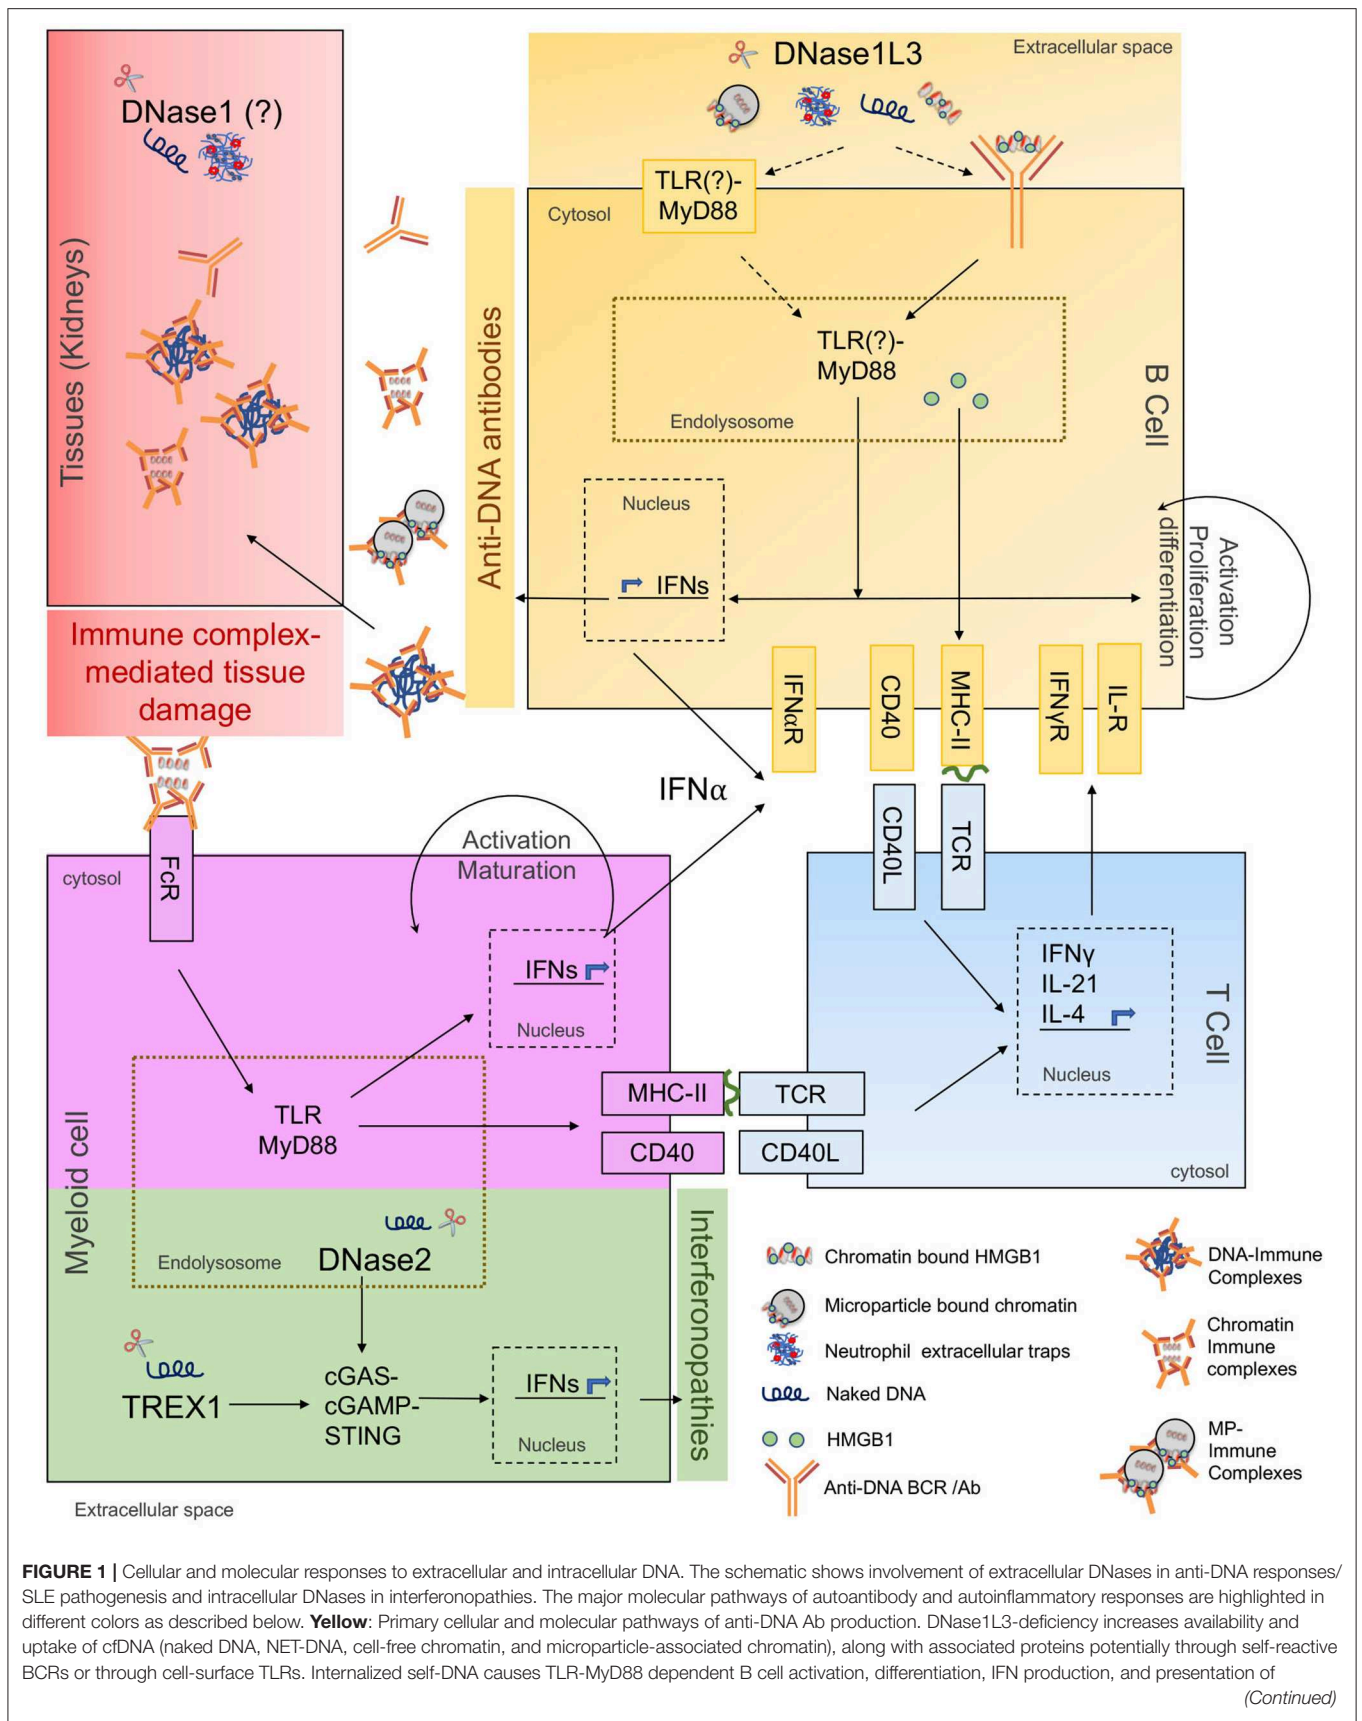 DNase1 (?)
Tissues (Kidneys)
Immune complex-
mediated tissue
damage
Anti-DNA antibodies
DNase1L3
Extracellular space
TLR(?)-
MyD88
Cytosol
TLR(?)-
MyD88
Endolysosome
B Cell
Nucleus
IFNs
Activation
Proliferation
differentiation
IFNαR
CD40
MHC-II
IFNγR
IL-R
IFNα
CD40L
TCR
FcR
cytosol
Activation
Maturation
IFNs
Nucleus
TLR
MyD88
MHC-II
TCR
CD40
CD40L
IFNγ
IL-21
IL-4
Nucleus
T Cell
cytosol
Myeloid cell
Endolysosome
DNase2
TREX1
cGAS-
cGAMP-
STING
IFNs
Nucleus
Interferonopathies
Extracellular space
Chromatin bound HMGB1
Microparticle bound chromatin
Neutrophil extracellular traps
Naked DNA
HMGB1
Anti-DNA BCR /Ab
DNA-Immune
Complexes
Chromatin
Immune
complexes
MP-
Immune
Complexes
FIGURE 1 | Cellular and molecular responses to extracellular and intracellular DNA. The schematic shows involvement of extracellular DNases in anti-DNA responses/
SLE pathogenesis and intracellular DNases in interferonopathies. The major molecular pathways of autoantibody and autoinflammatory responses are highlighted in
different colors as described below. Yellow: Primary cellular and molecular pathways of anti-DNA Ab production. DNase1L3-deficiency increases availability and
uptake of cfDNA (naked DNA, NET-DNA, cell-free chromatin, and microparticle-associated chromatin), along with associated proteins potentially through self-reactive
BCRs or through cell-surface TLRs. Internalized self-DNA causes TLR-MyD88 dependent B cell activation, differentiation, IFN production, and presentation of
(Continued)